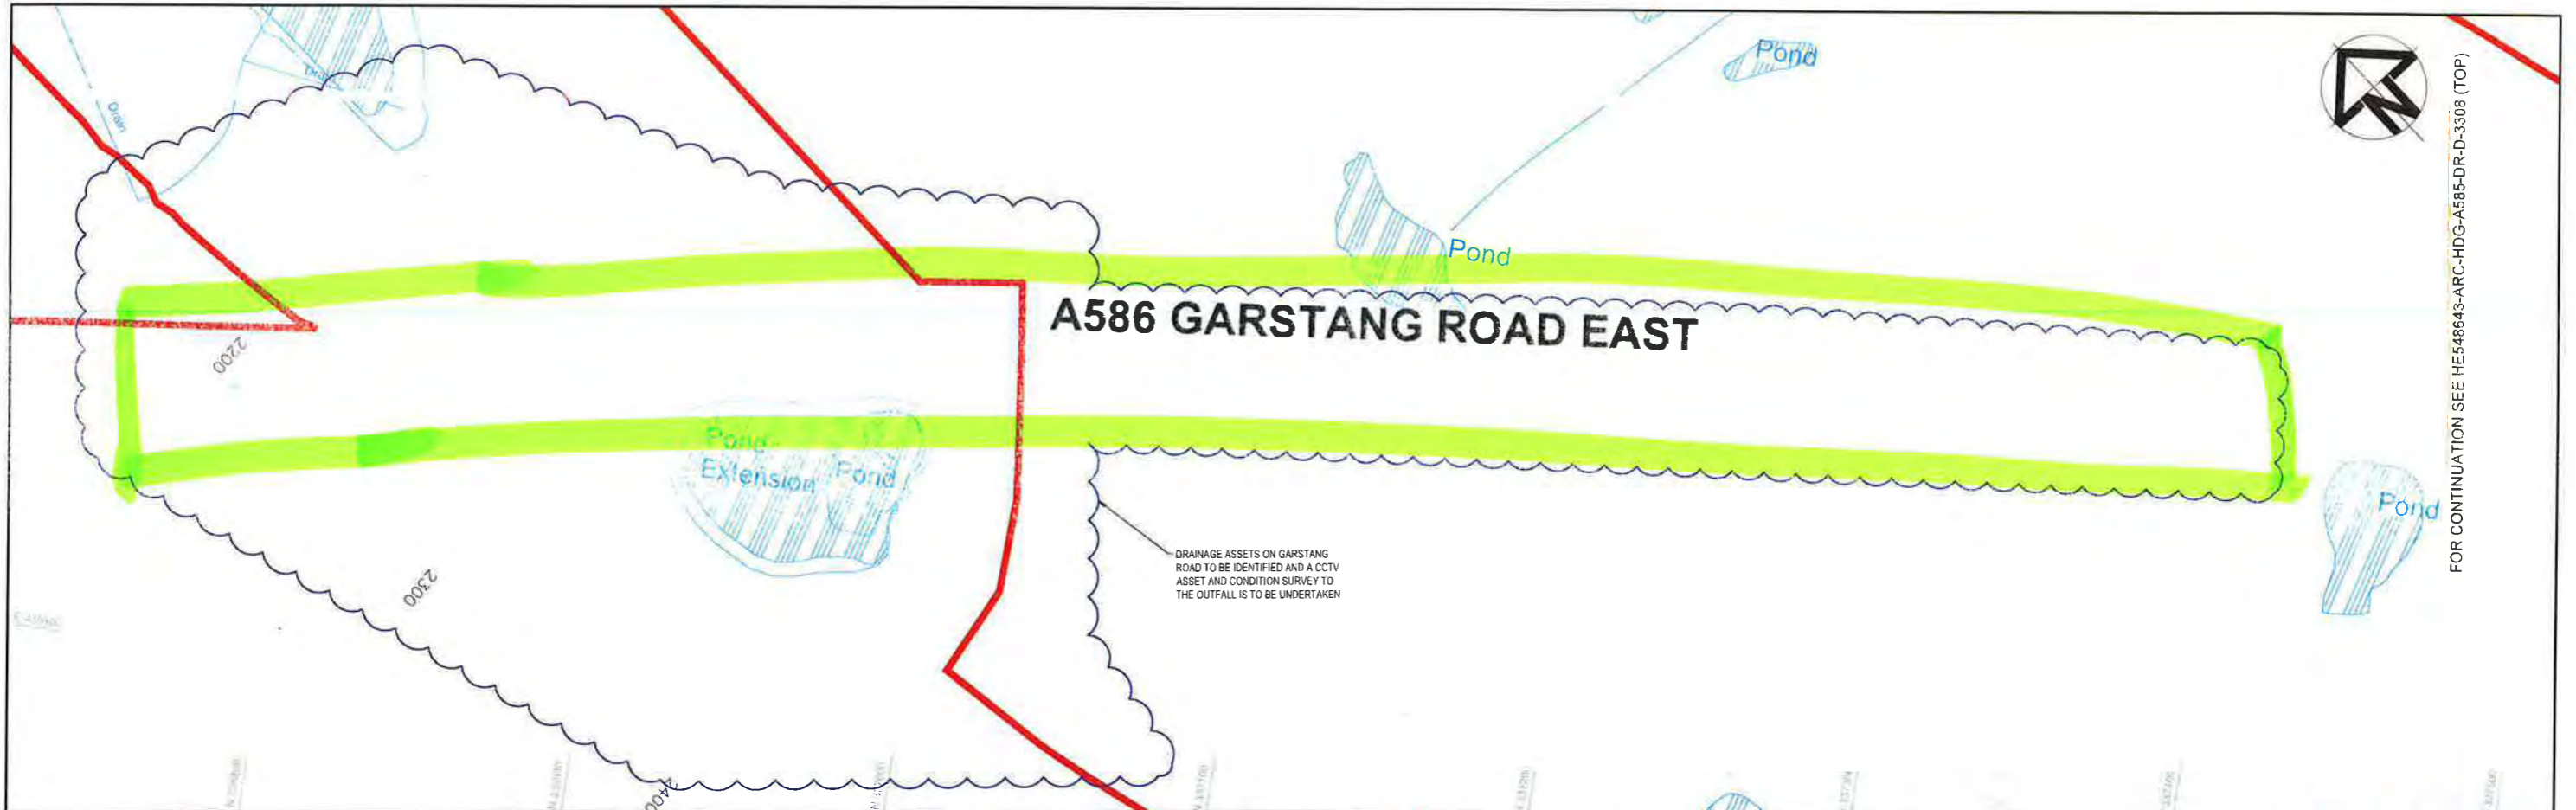 Pond
Drain
FOR CONTINUATION SEE HE548643-ARC-HDG-A585-DR-D-3308 (TOP)
Pond
A586 GARSTANG ROAD EAST
2200
Pond
Extension
Pond
Pond
DRAINAGE ASSETS ON GARSTANG
ROAD TO BE IDENTIFIED AND A CCTV
ASSET AND CONDITION SURVEY TO
THE OUTFALL IS TO BE UNDERTAKEN
2300